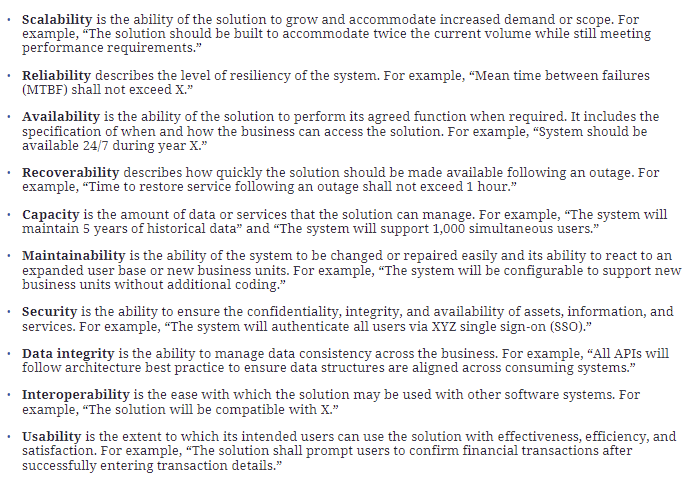 • Scalability is the ability of the solution to grow and accommodate increased demand or scope. For
example, “The solution should be built to accommodate twice the current volume while still meeting
performance requirements.”
• Reliability describes the level of resiliency of the system. For example, “Mean time between failures
(MTBF) shall not exceed X.”
• Availability is the ability of the solution to perform its agreed function when required. It includes the
specification of when and how the business can access the solution. For example, “System should be
available 24/7 during year X.”
• Recoverability describes how quickly the solution should be made available following an outage. For
example, “Time to restore service following an outage shall not exceed 1 hour.”
• Capacity is the amount of data or services that the solution can manage. For example, “The system will
maintain 5 years of historical data” and “The system will support 1,000 simultaneous users.”
• Maintainability is the ability of the system to be changed or repaired easily and its ability to react to an
expanded user base or new business units. For example, “The system will be configurable to support new
business units without additional coding.”
• Security is the ability to ensure the confidentiality, integrity, and availability of assets, information, and
services. For example, “The system will authenticate all users via XYZ single sign-on (SSO).”
• Data integrity is the ability to manage data consistency across the business. For example, “All APIs will
follow architecture best practice to ensure data structures are aligned across consuming systems.”
• Interoperability is the ease with which the solution may be used with other software systems. For
example, “The solution will be compatible with X.”
• Usability is the extent to which its intended users can use the solution with effectiveness, efficiency, and
satisfaction. For example, “The solution shall prompt users to confirm financial transactions after
successfully entering transaction details.”